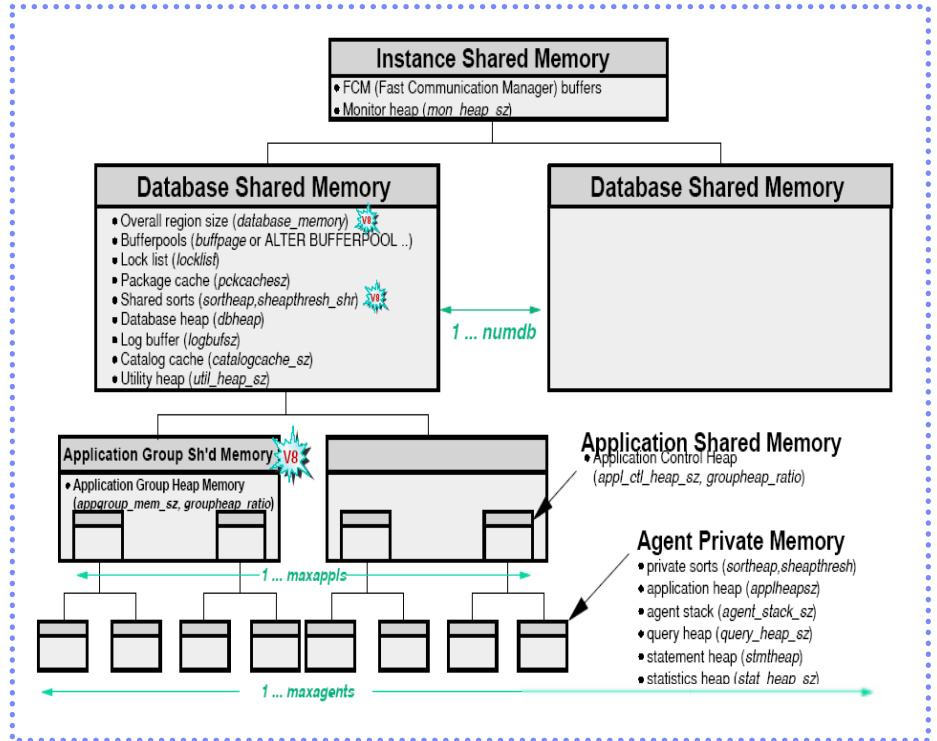 Instance Shared Memory
• FCM (Fast Communication Manager) buffers
• Monitor heap (mon_heap_sz)
Database Shared Memory
• Overall region size (database_memory) V8
• Bufferpools (buffpage or ALTER BUFFERPOOL ..)
• Lock list (locklist)
• Package cache (pckcachesz)
• Shared sorts (sortheap,sheapthresh_shr) V8
• Database heap (dbheap)
• Log buffer (logbufsz)
• Catalog cache (catalogcache_sz)
• Utility heap (util_heap_sz)
1 ... numdb
Database Shared Memory
Application Group Sh'd Memory V8
• Application Group Heap Memory
(appgroup_mem_sz, groupheap_ratio)
Application Shared Memory
• Application Control Heap
(appl_ctl_heap_sz, groupheap_ratio)
1 ... maxappls
Agent Private Memory
• private sorts (sortheap,sheapthresh)
• application heap (applheapsz)
• agent stack (agent_stack_sz)
• query heap (query_heap_sz)
• statement heap (stmtheap)
• statistics heap (stat_heap_sz)
1 ... maxagents